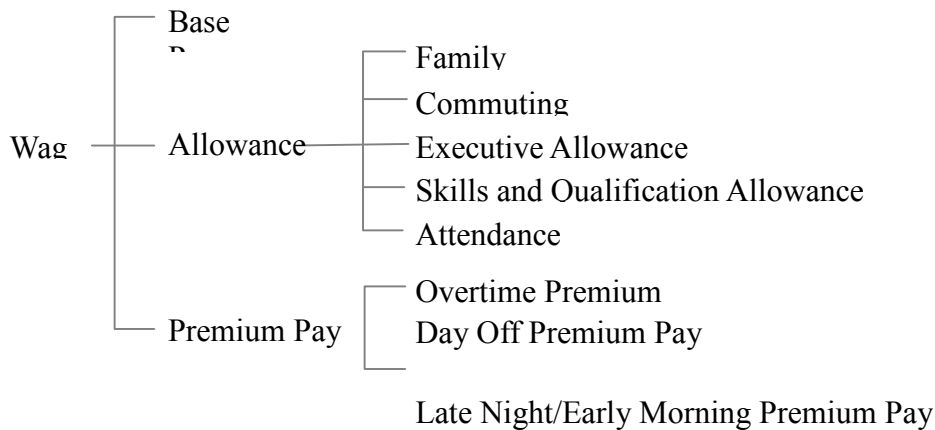 Base
Family
Commuting
Wag
Allowance
Executive Allowance
Skills and Qualification Allowance
Attendance
Overtime Premium
Premium Pay
Day Off Premium Pay
Late Night/Early Morning Premium Pay